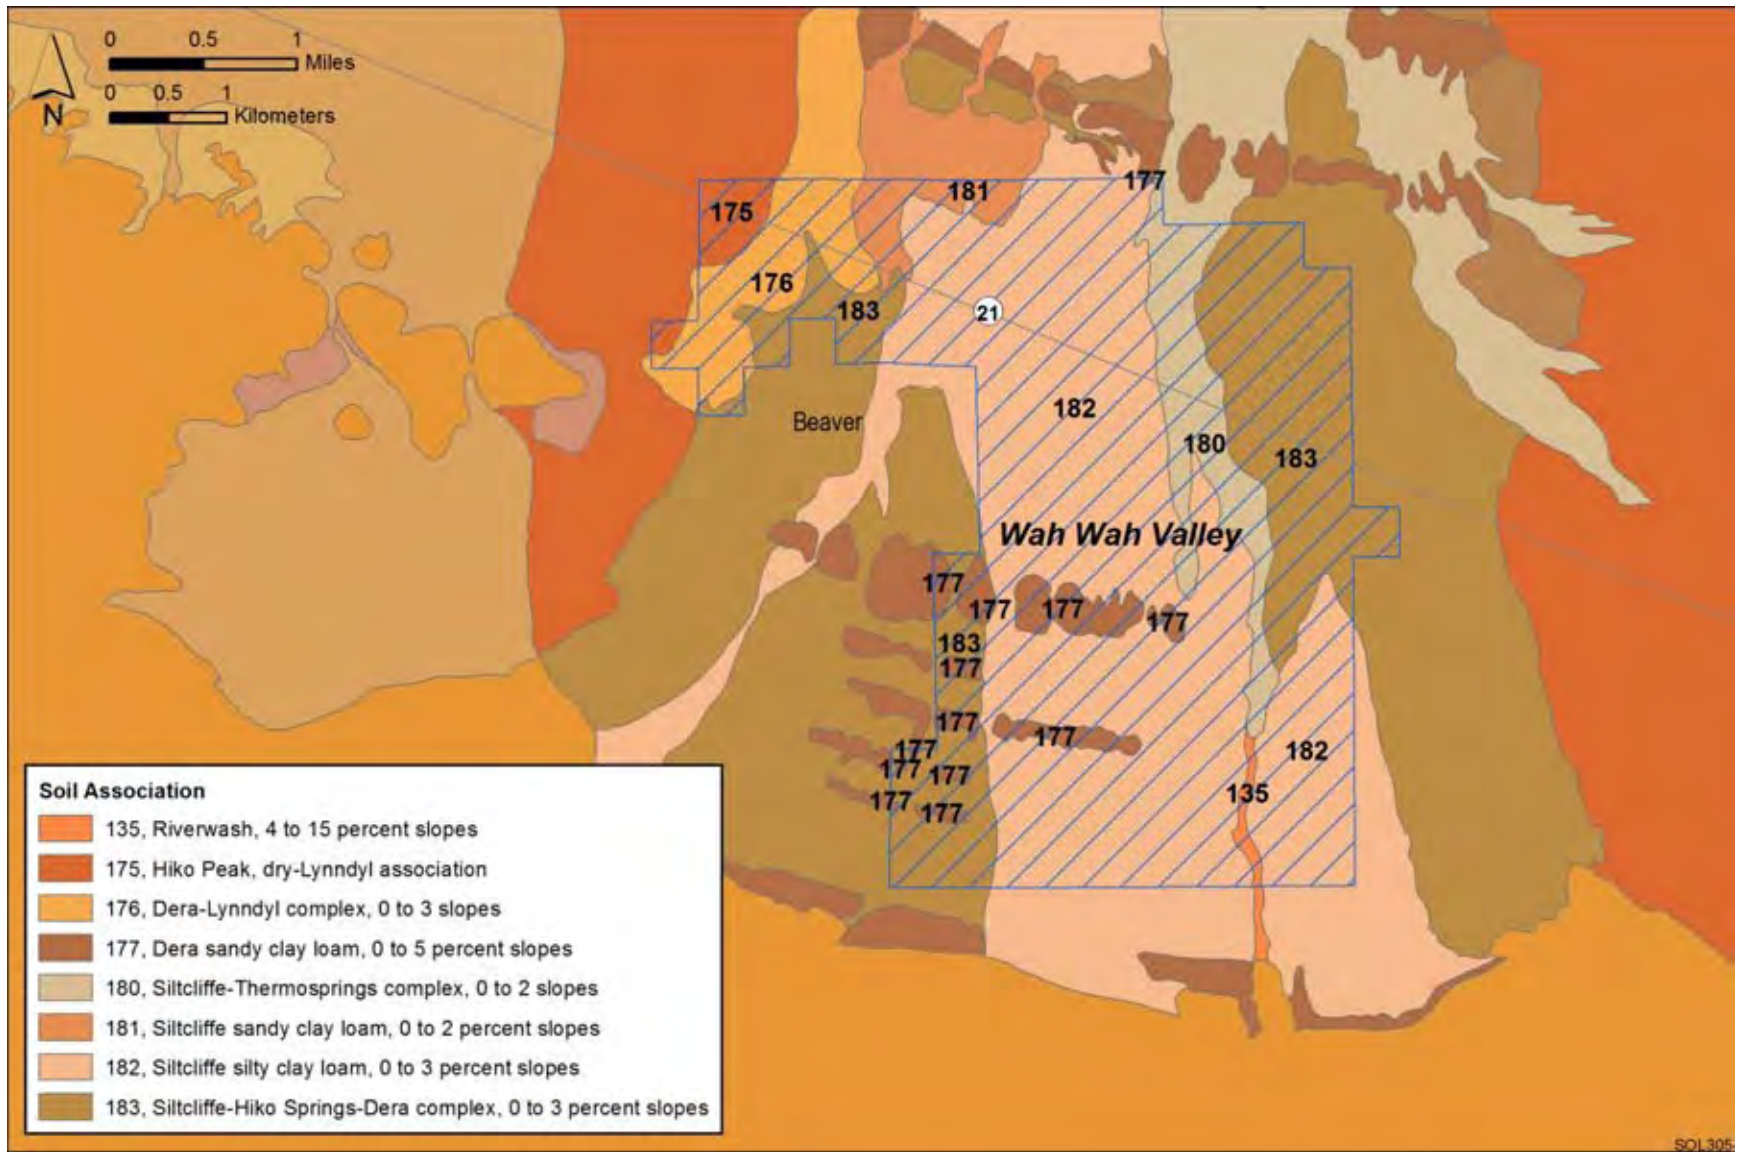 0 0.5 1
Miles
0 0.5 1
Kilometers
N
181
177
175
176
183
21
Beaver
182
180
183
Wah Wah Valley
177
177
177
177
183
177
177
177
177
177
177
182
177
135
177
Soil Association
135, Riverwash, 4 to 15 percent slopes
175, Hiko Peak, dry-Lynndyl association
176, Dera-Lynndyl complex, 0 to 3 slopes
177, Dera sandy clay loam, 0 to 5 percent slopes
180, Siltcliffe-Thermosprings complex, 0 to 2 slopes
181, Siltcliffe sandy clay loam, 0 to 2 percent slopes
182, Siltcliffe silty clay loam, 0 to 3 percent slopes
183, Siltcliffe-Hiko Springs-Dera complex, 0 to 3 percent slopes
SOL305